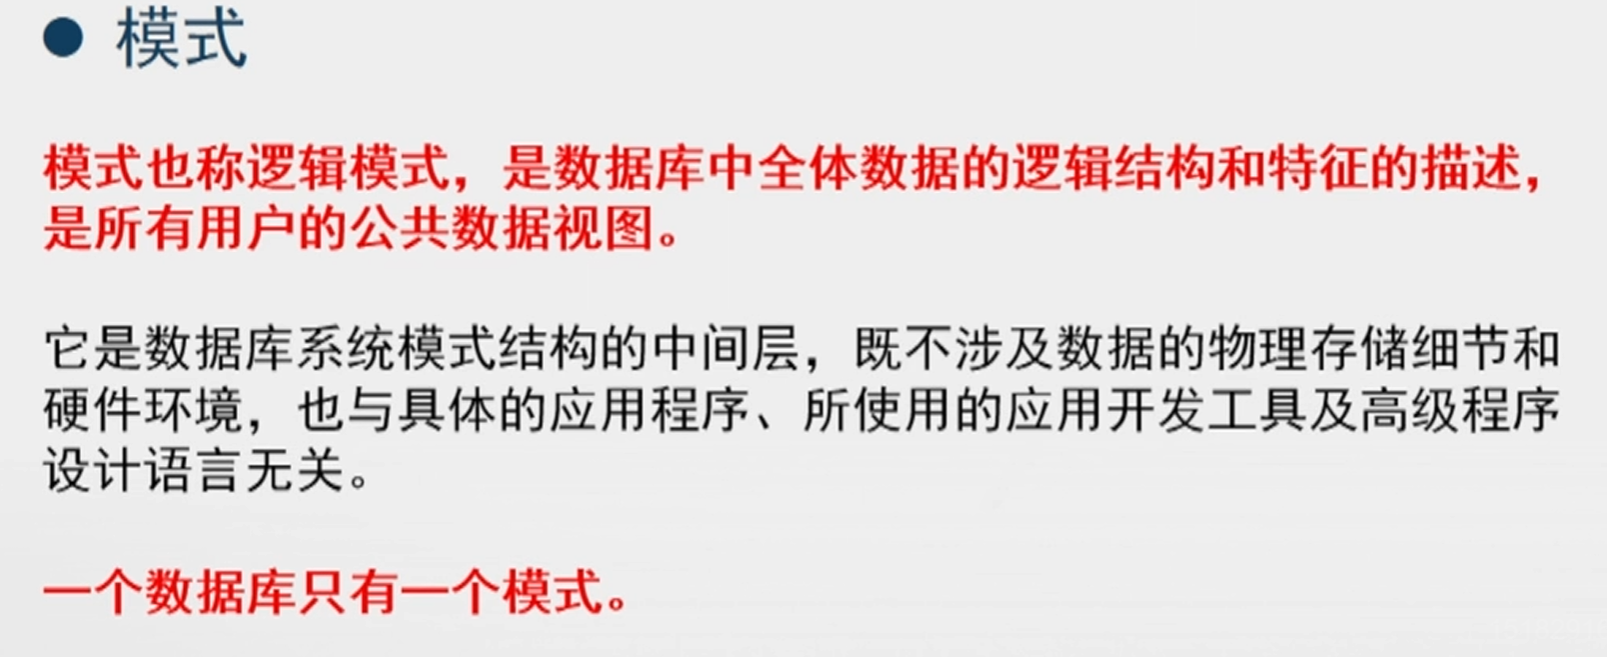 ● 模式
模式也称逻辑模式，是数据库中全体数据的逻辑结构和特征的描述，
是所有用户的公共数据视图。
它是数据库系统模式结构的中间层，既不涉及数据的物理存储细节和
硬件环境，也与具体的应用程序、所使用的应用开发工具及高级程序
设计语言无关。
一个数据库只有一个模式。